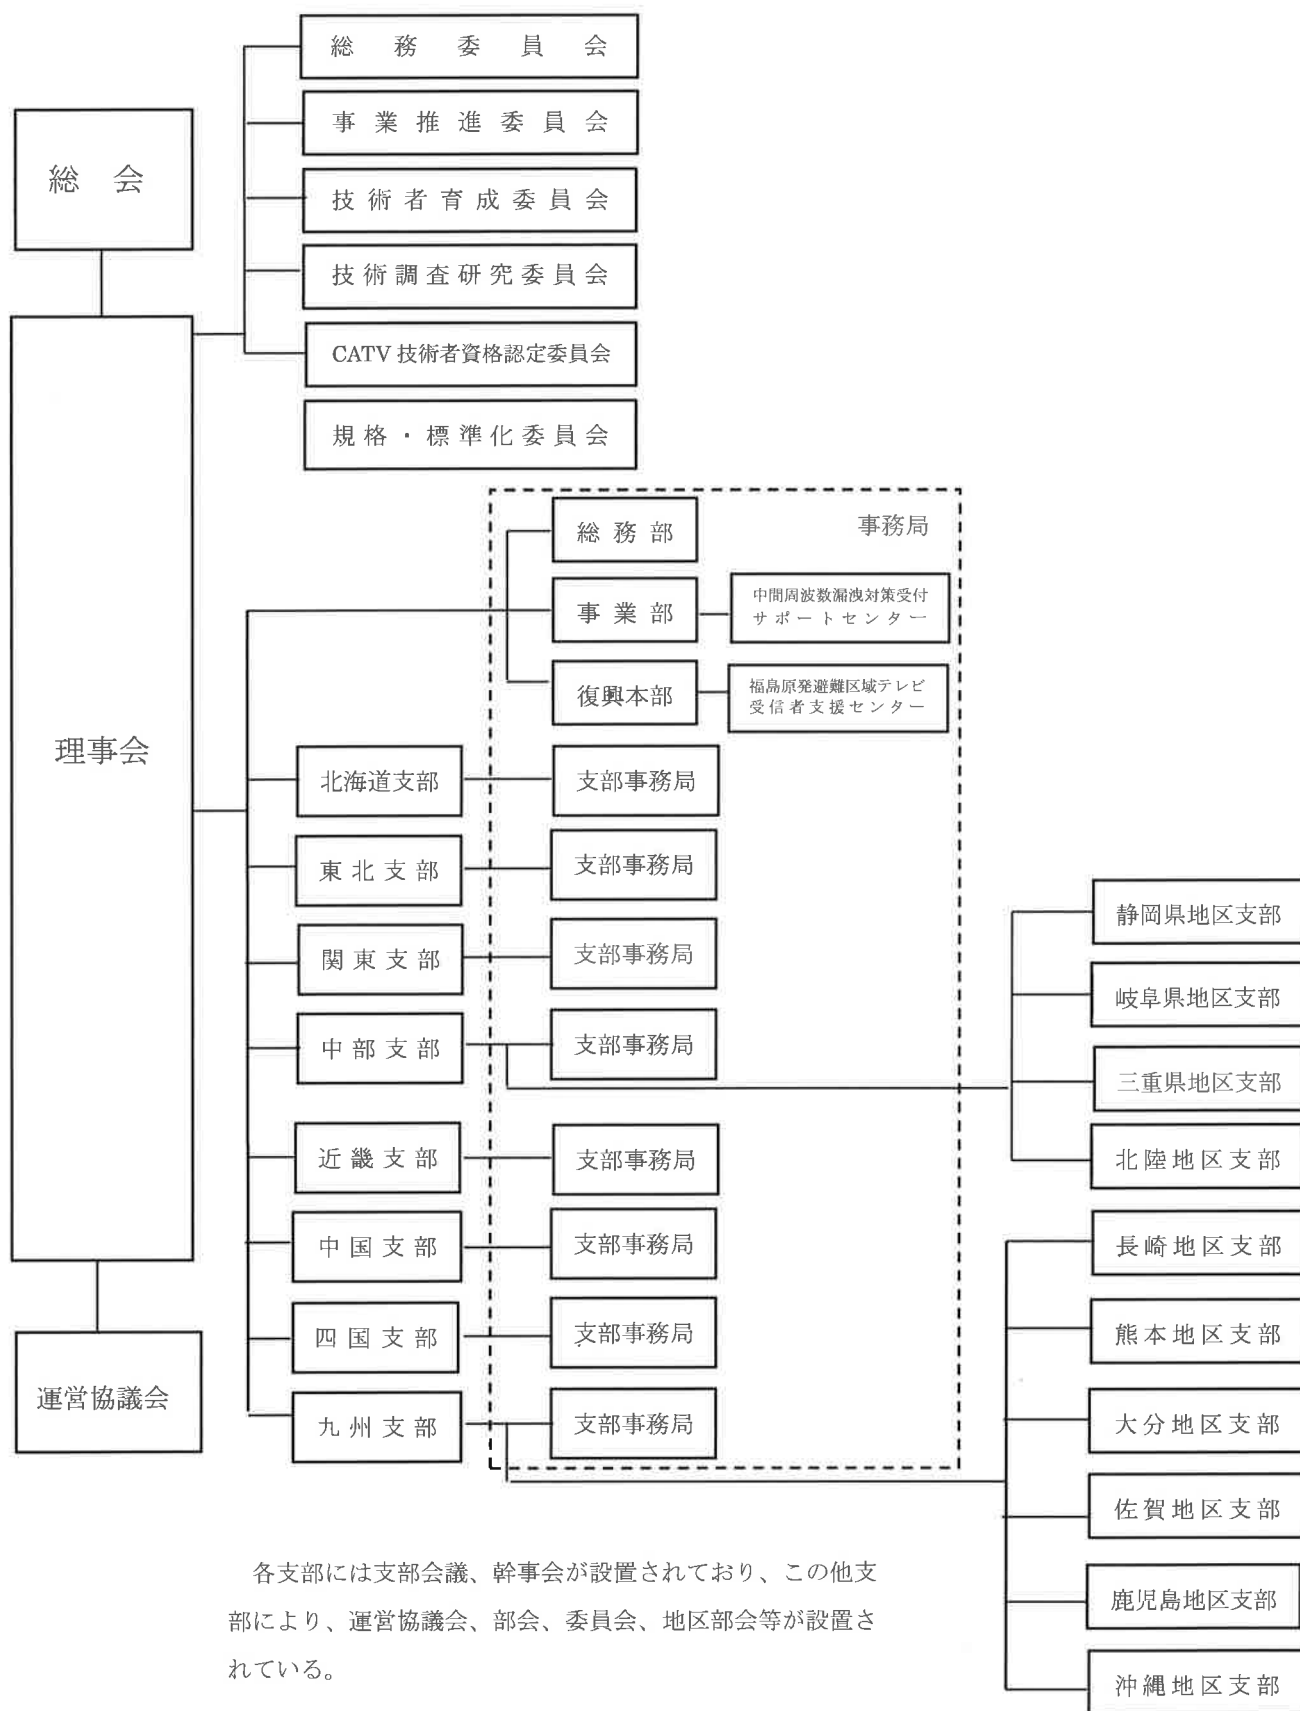 総務委員会
事業推進委員会
総会
技術者育成委員会
技術調査研究委員会
CATV 技術者資格認定委員会
規格・標準化委員会
事務局
総務部
事業部
中間周波数漏洩対策受付
サポートセンター
復興本部
福島原発避難区域テレビ
受信者支援センター
理事会
北海道支部
支部事務局
東北支部
支部事務局
関東支部
支部事務局
中部支部
支部事務局
静岡県地区支部
岐阜県地区支部
三重県地区支部
北陸地区支部
近畿支部
支部事務局
中国支部
支部事務局
四国支部
支部事務局
九州支部
支部事務局
長崎地区支部
熊本地区支部
大分地区支部
佐賀地区支部
鹿児島地区支部
沖縄地区支部
運営協議会
各支部には支部会議、幹事会が設置されており、この他支
部により、運営協議会、部会、委員会、地区部会等が設置さ
れている。